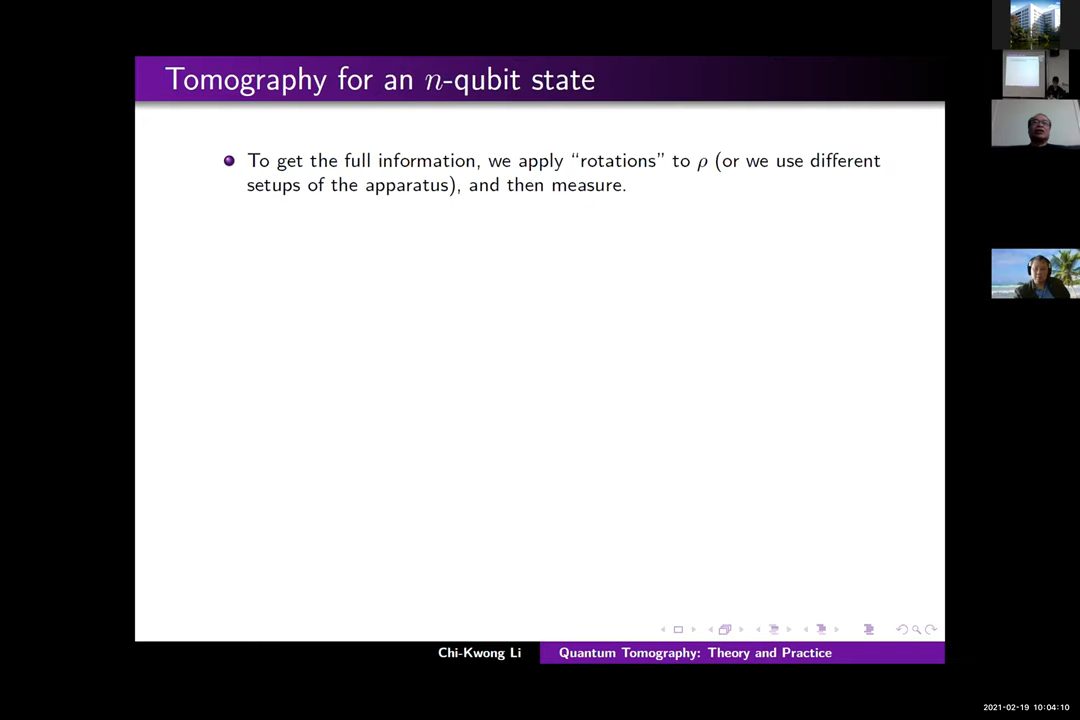 Tomography for an n-qubit state
To get the full information, we apply “rotations” to ρ (or we use different
setups of the apparatus), and then measure.
Chi-Kwong Li
Quantum Tomography: Theory and Practice
2021-02-19 10:04:10